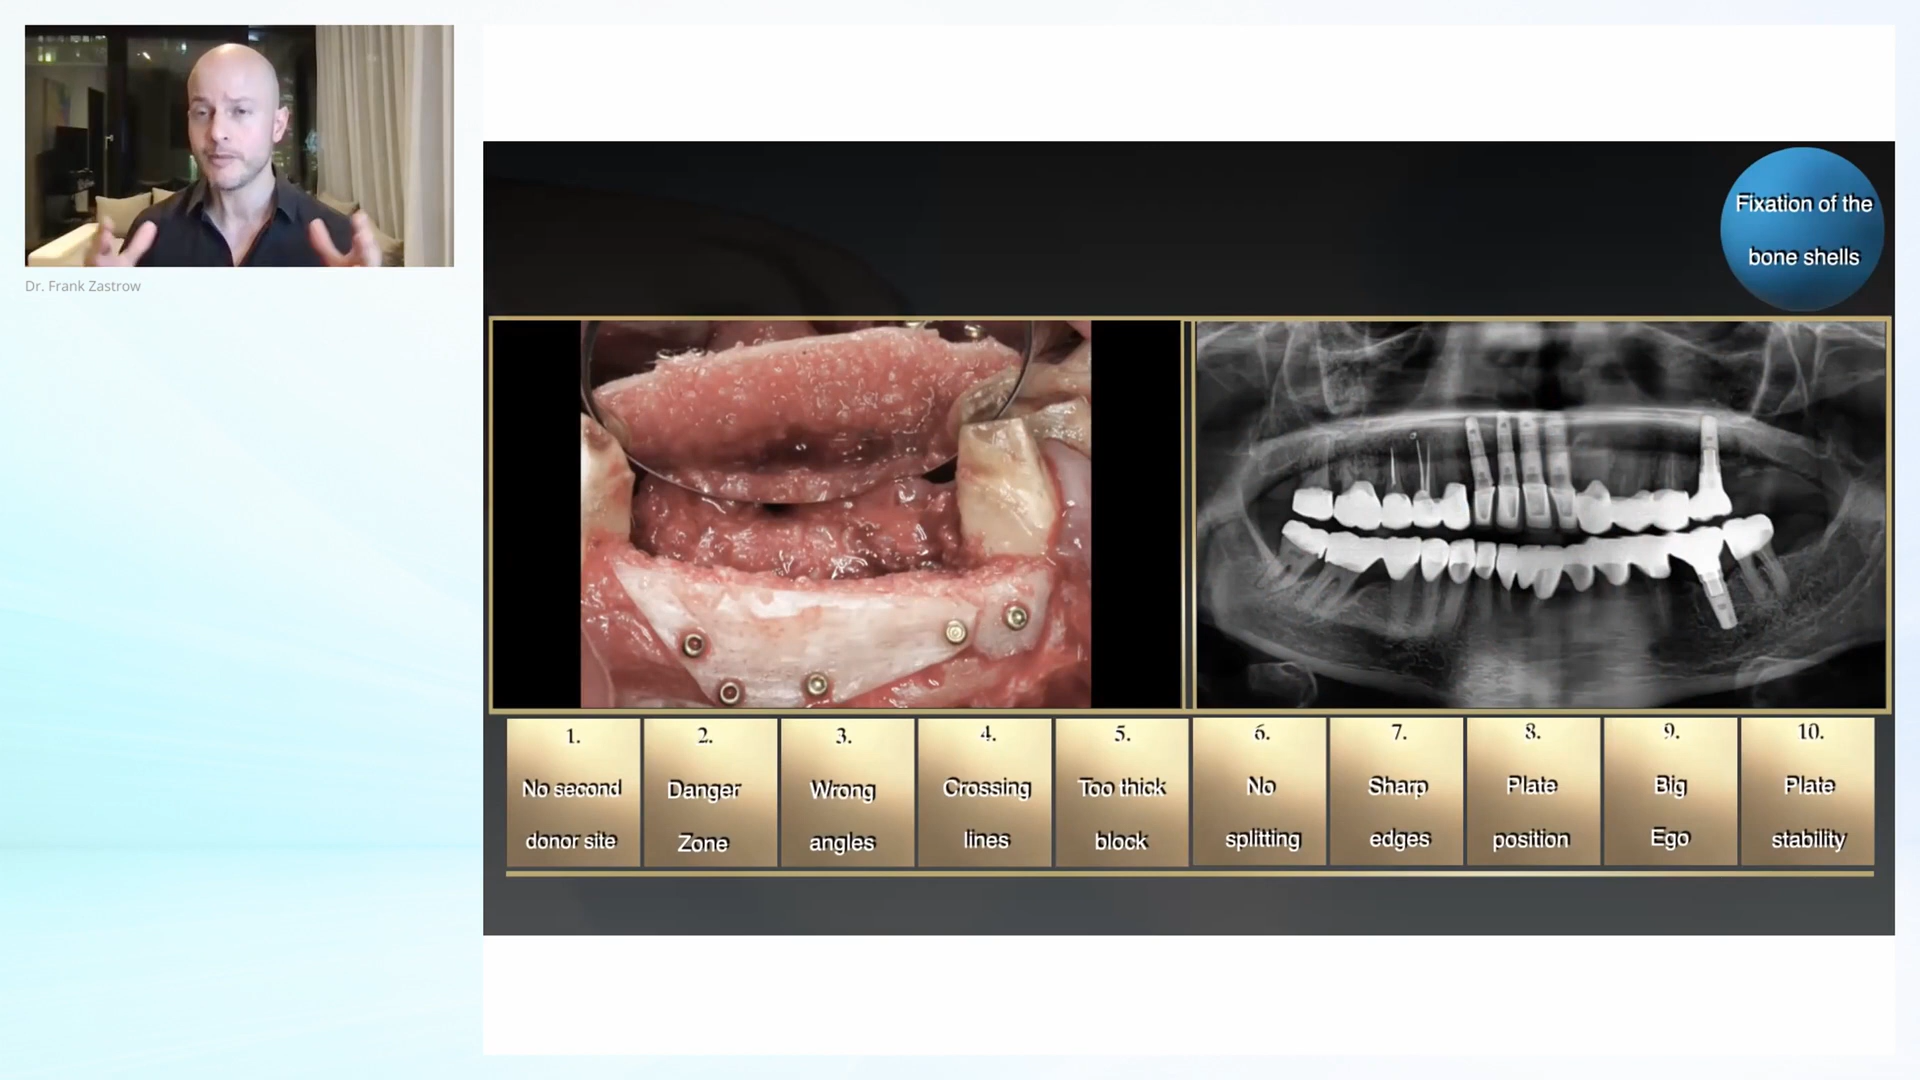 Dr. Frank Zastrow
Fixation of the
bone shells
1.
No second
donor site
2.
Danger
Zone
3.
Wrong
angles
4.
Crossing
lines
5.
Too thick
block
6.
No
splitting
7.
Sharp
edges
8.
Plate
position
9.
Big
Ego
10.
Plate
stability